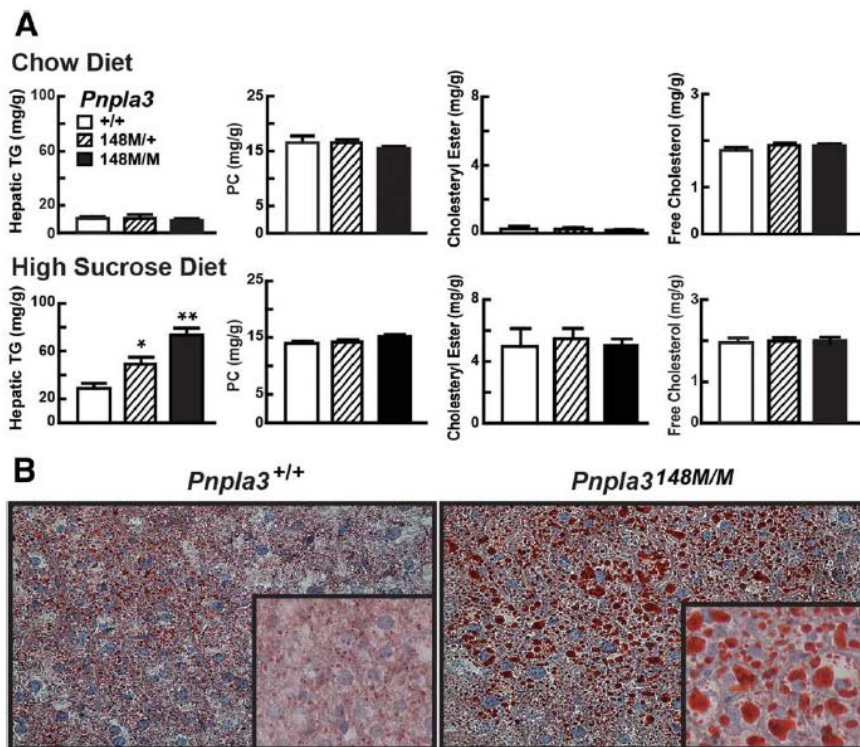 A
Chow Diet
Hepatic TG (mg/g)
100
60
20
0
Pnpla3
+/+
148M/+
148M/M
PC (mg/g)
25
15
0
Cholesteryl Ester (mg/g)
8
4
0
Free Cholesterol (mg/g)
3
2
1
0
High Sucrose Diet
Hepatic TG (mg/g)
100
60
20
0
*
**
PC (mg/g)
25
15
0
Cholesteryl Ester (mg/g)
8
4
0
Free Cholesterol (mg/g)
3
2
0
B
Pnpla3+/+
Pnpla3148M/M